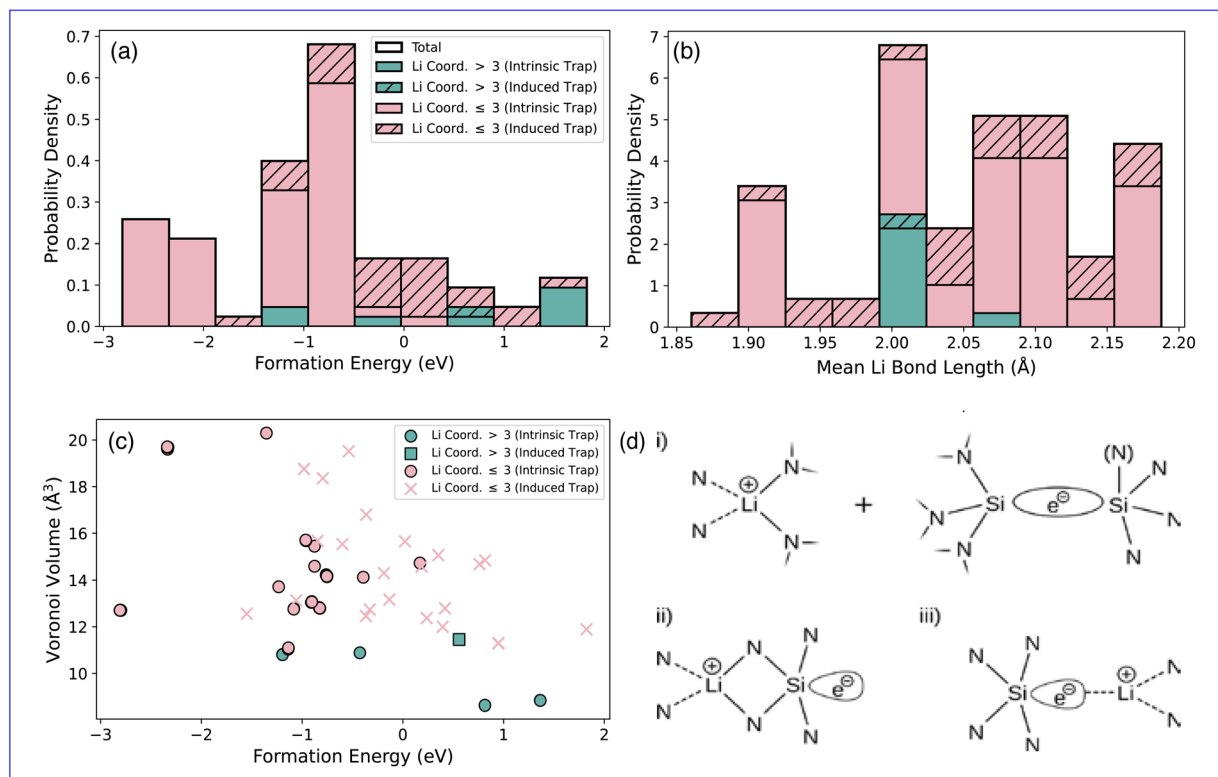 (a)
Total
Li Coord. > 3 (Intrinsic Trap)
Li Coord. > 3 (Induced Trap)
Li Coord. ≤ 3 (Intrinsic Trap)
Li Coord. ≤ 3 (Induced Trap)
0.7
0.6
0.5
0.4
0.3
0.2
0.1
0.0
Probability Density
−3 −2 −1 0 1 2
Formation Energy (eV)
(b)
7
6
5
4
3
2
1
0
Probability Density
1.85 1.90 1.95 2.00 2.05 2.10 2.15 2.20
Mean Li Bond Length (Å)
(c)
Li Coord. > 3 (Intrinsic Trap)
Li Coord. > 3 (Induced Trap)
Li Coord. ≤ 3 (Intrinsic Trap)
Li Coord. ≤ 3 (Induced Trap)
20
18
16
14
12
10
Voronoi Volume (Å³)
−3 −2 −1 0 1 2
Formation Energy (eV)
(d)
i)
N N
+
Li
N N
+
N (N)
N
Si e− Si
N N
N N
ii)
N N N
+
Li Si e−
N N N
iii)
N N N
+
Si e− Li
N N N